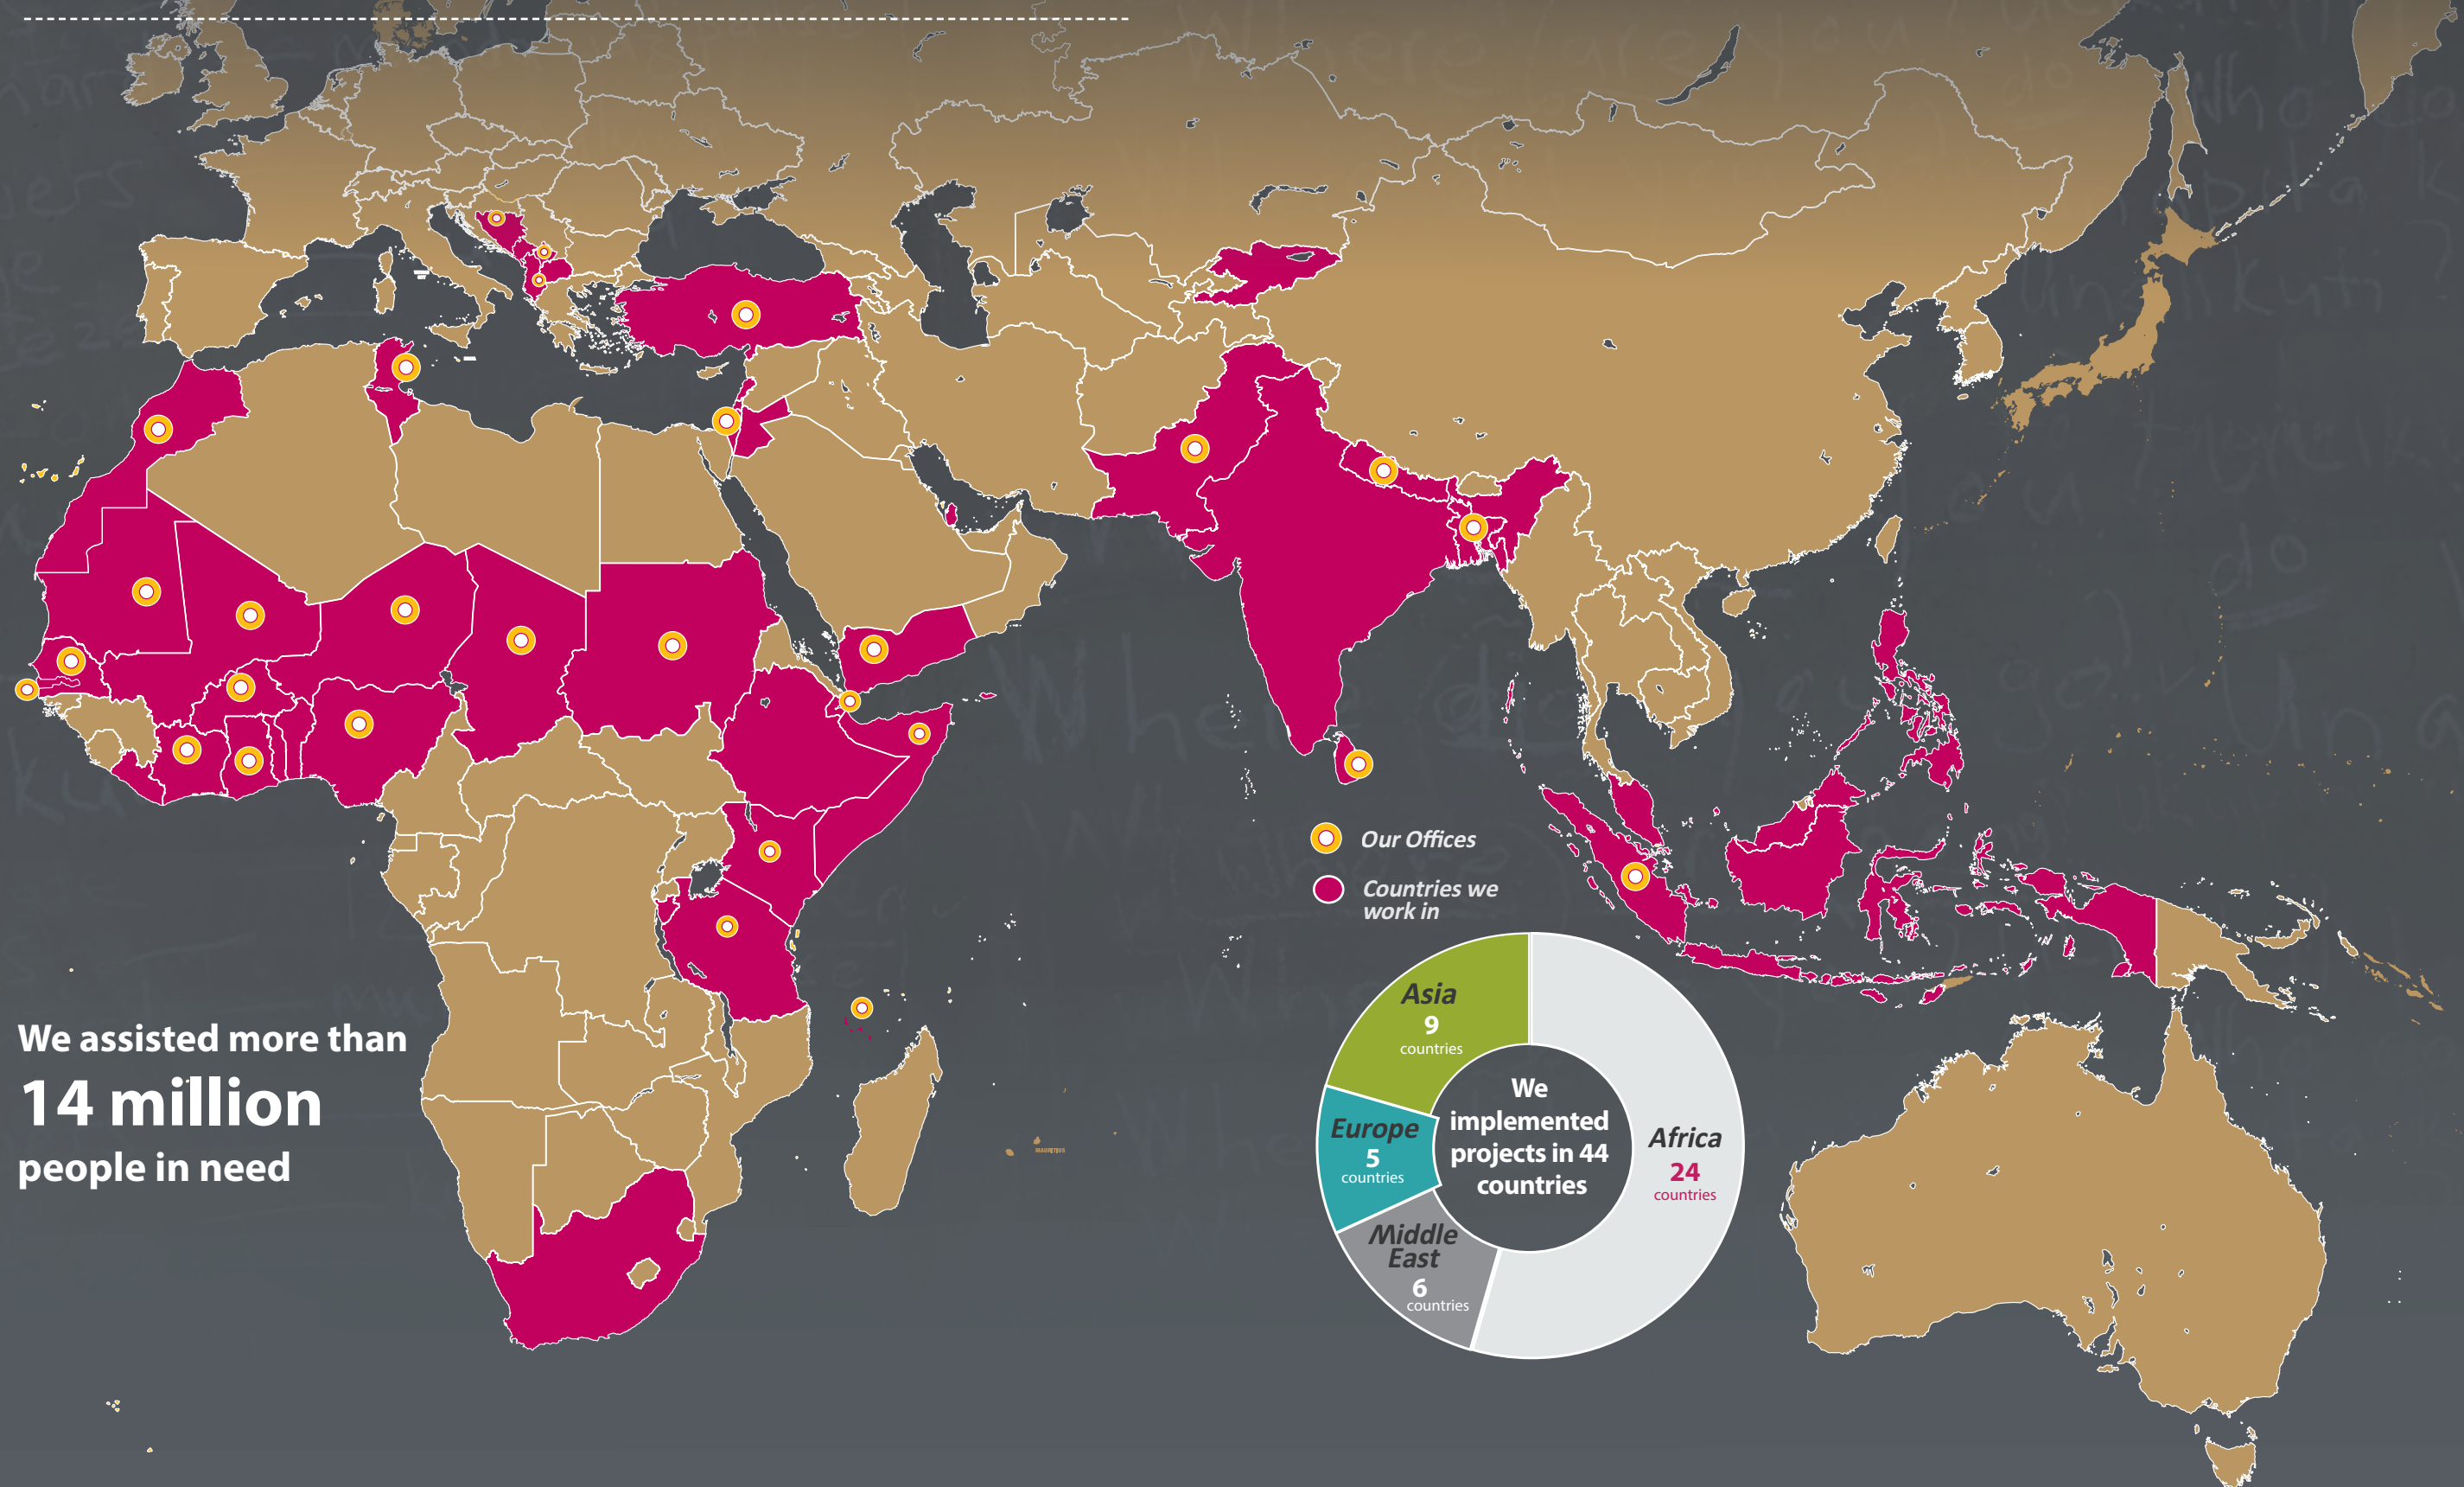 We assisted more than
14 million
people in need
Our Offices
Countries we
work in
Asia
9
countries
Europe
5
countries
Middle
East
6
countries
We
implemented
projects in 44
countries
Africa
24
countries
MAURITIUS